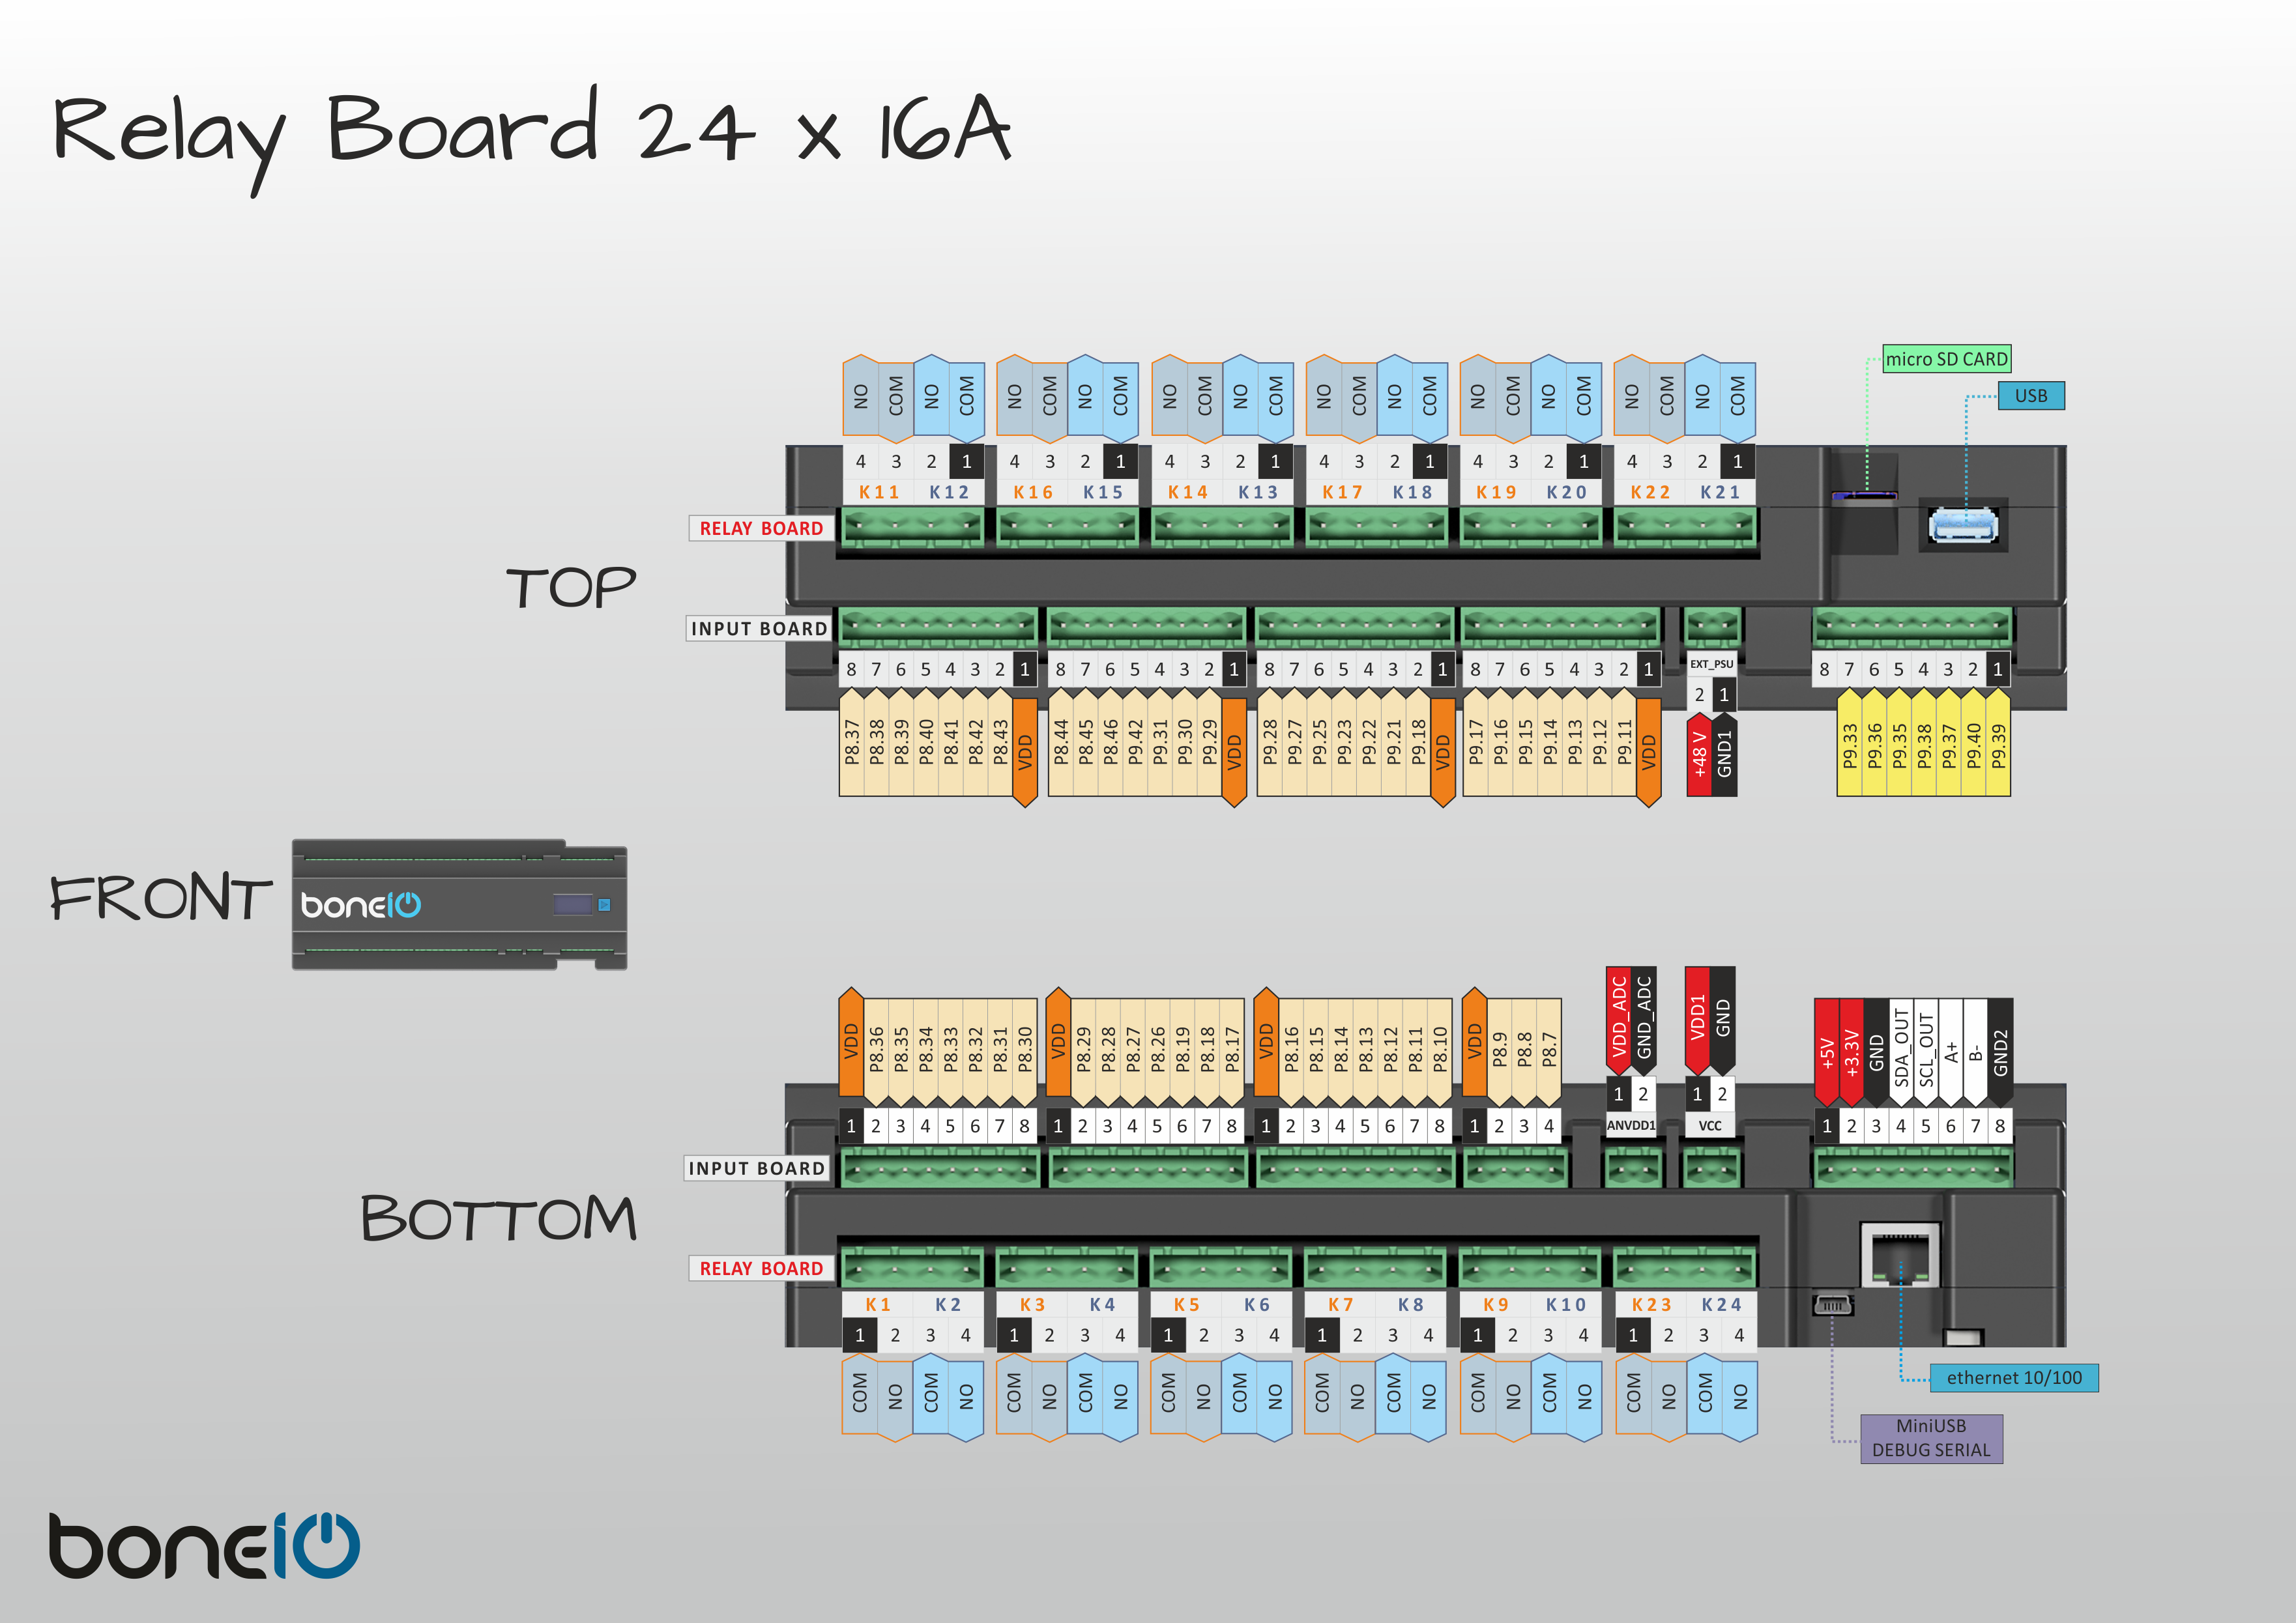 Relay Board 24 x 16A
micro SD CARD
USB
NO COM NO COM NO COM NO COM NO COM NO COM NO COM NO COM NO COM NO COM NO COM NO COM
4 3 2 1 4 3 2 1 4 3 2 1 4 3 2 1 4 3 2 1 4 3 2 1
K11 K12 K16 K15 K14 K13 K17 K18 K19 K20 K22 K21
RELAY BOARD
TOP
INPUT BOARD
8 7 6 5 4 3 2 1 8 7 6 5 4 3 2 1 8 7 6 5 4 3 2 1 8 7 6 5 4 3 2 1 EXT_PSU 8 7 6 5 4 3 2 1
2 1
P8.37 P8.38 P8.39 P8.40 P8.41 P8.42 P8.43 VDD P8.44 P8.45 P8.46 P9.42 P9.31 P9.30 P9.29 VDD P9.28 P9.27 P9.25 P9.23 P9.22 P9.21 P9.18 VDD P9.17 P9.16 P9.15 P9.14 P9.13 P9.12 P9.11 VDD +48 V GND1 P9.33 P9.36 P9.35 P9.38 P9.37 P9.40 P9.39
FRONT
boneIO
VDD P8.36 P8.35 P8.34 P8.33 P8.32 P8.31 P8.30 VDD P8.29 P8.28 P8.27 P8.26 P8.19 P8.18 P8.17 VDD P8.16 P8.15 P8.14 P8.13 P8.12 P8.11 P8.10 VDD P8.9 P8.8 P8.7 VDD_ADC GND_ADC VDD1 GND +5V +3.3V GND SDA_OUT SCL_OUT A+ B- GND2
1 2 1 2
1 2 3 4 5 6 7 8 1 2 3 4 5 6 7 8 1 2 3 4 5 6 7 8 1 2 3 4 ANVDD1 VCC 1 2 3 4 5 6 7 8
INPUT BOARD
BOTTOM
RELAY BOARD
K1 K2 K3 K4 K5 K6 K7 K8 K9 K10 K23 K24
1 2 3 4 1 2 3 4 1 2 3 4 1 2 3 4 1 2 3 4 1 2 3 4
COM NO COM NO COM NO COM NO COM NO COM NO COM NO COM NO COM NO COM NO COM NO COM NO
ethernet 10/100
MiniUSB
DEBUG SERIAL
boneIO